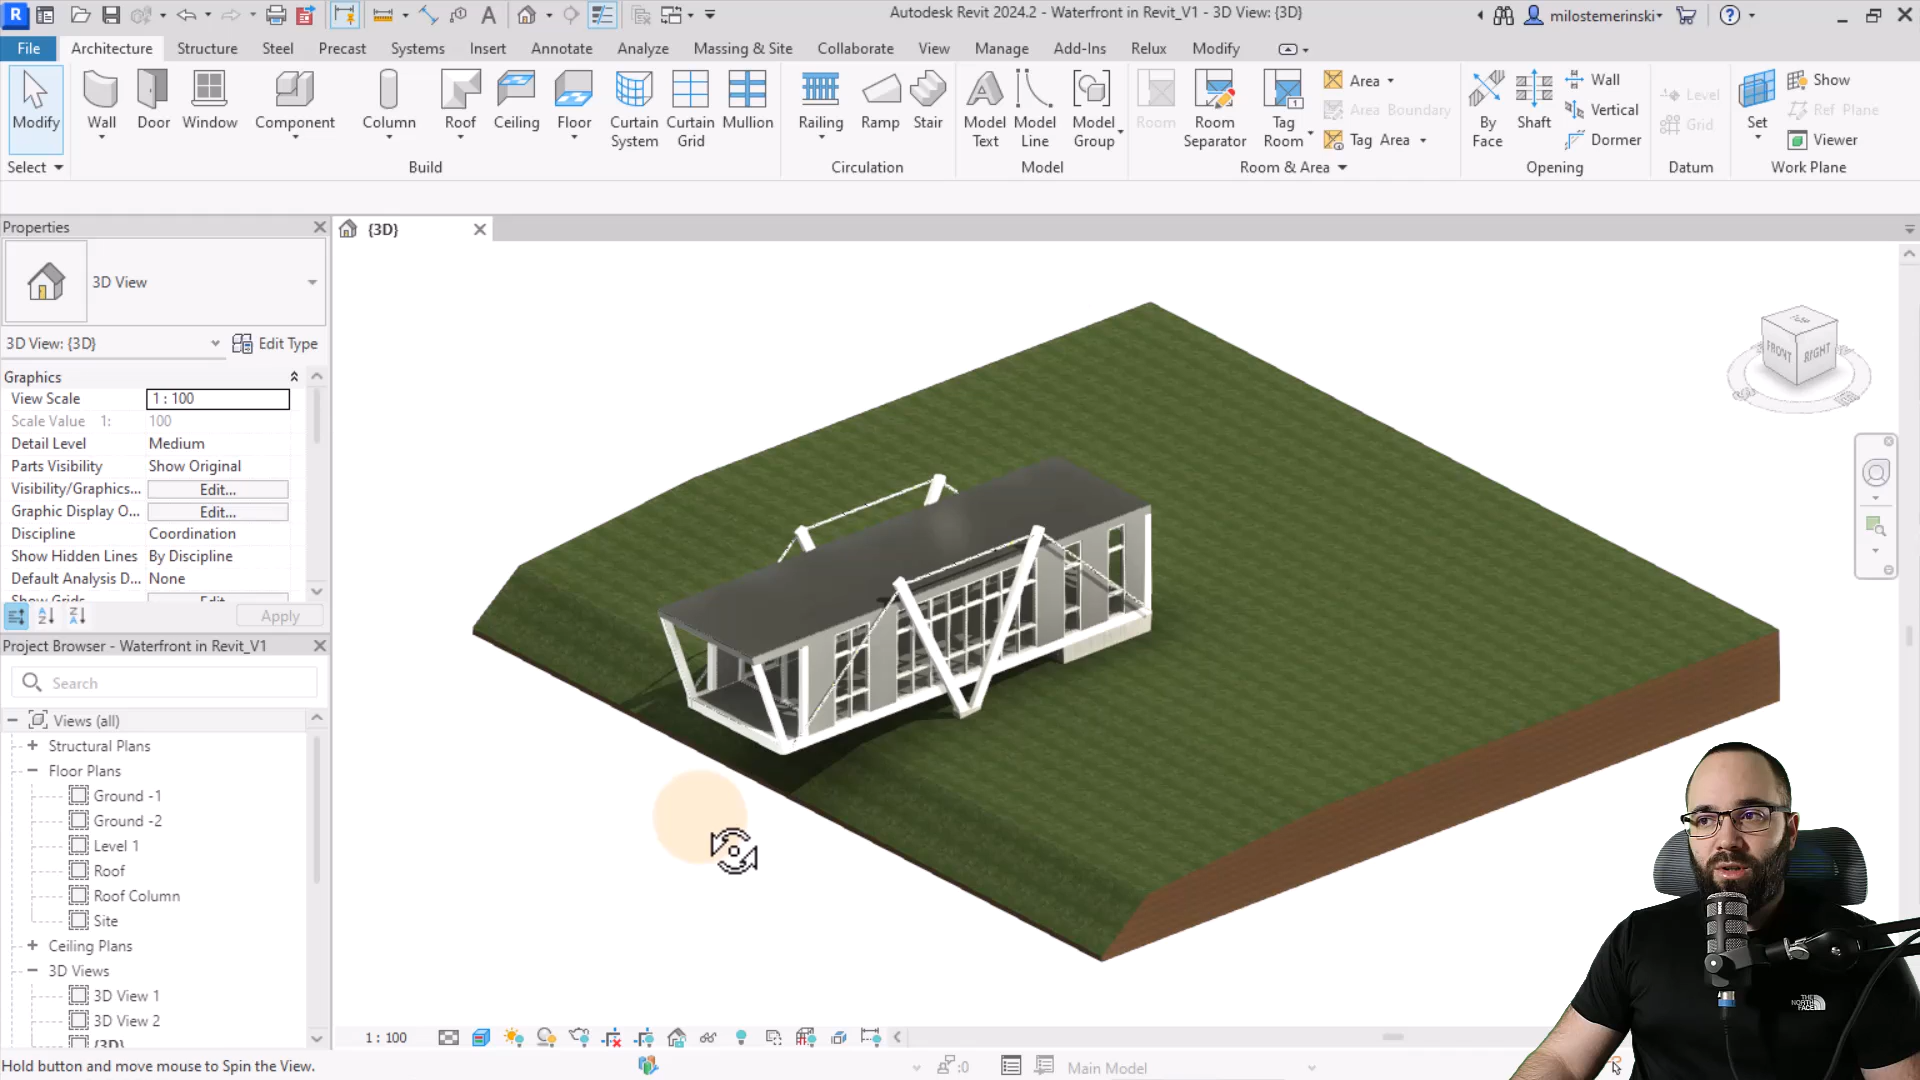 Autodesk Revit 2024.2 - Waterfront in Revit_V1 - 3D View: {3D}
milostemerinski
File Architecture Structure Steel Precast Systems Insert Annotate Analyze Massing & Site Collaborate View Manage Add-Ins Relux Modify
Modify Wall Door Window Component Column Roof Ceiling Floor Curtain System Curtain Grid Mullion Railing Ramp Stair Model Text Model Line Model Group Room Room Separator Tag Room
Area
Area Boundary
Tag Area
By Face Shaft
Wall
Vertical
Dormer
Level
Grid
Set
Show
Ref Plane
Viewer
Select Build Circulation Model Room & Area Opening Datum Work Plane
Properties
{3D}
3D View
3D View: {3D} Edit Type
Graphics
View Scale 1 : 100
Scale Value 1: 100
Detail Level Medium
Parts Visibility Show Original
Visibility/Graphics... Edit...
Graphic Display O... Edit...
Discipline Coordination
Show Hidden Lines By Discipline
Default Analysis D... None
Show Grids Edit...
Apply
Project Browser - Waterfront in Revit_V1
Search
Views (all)
Structural Plans
Floor Plans
Ground -1
Ground -2
Level 1
Roof
Roof Column
Site
Ceiling Plans
3D Views
3D View 1
3D View 2
{3D}
FRONT RIGHT
THE NORTH FACE
1 : 100
Hold button and move mouse to Spin the View.
:0
Main Model